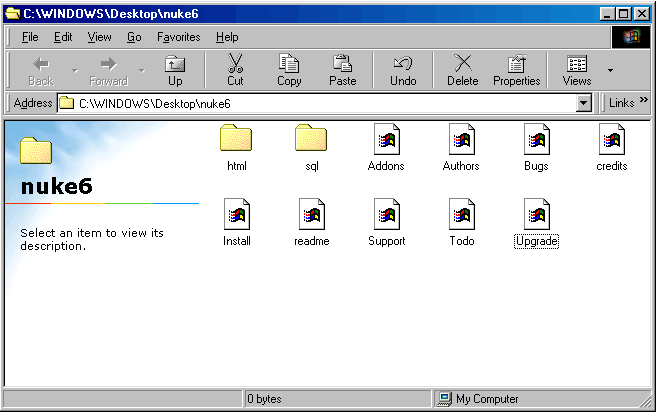 C:\WINDOWS\Desktop\nuke6
File Edit View Go Favorites Help
Back Forward Up Cut Copy Paste Undo Delete Properties Views
Address C:\WINDOWS\Desktop\nuke6 Links »
nuke6
Select an item to view its
description.
html sql Addons Authors Bugs credits
Install readme Support Todo Upgrade
0 bytes My Computer